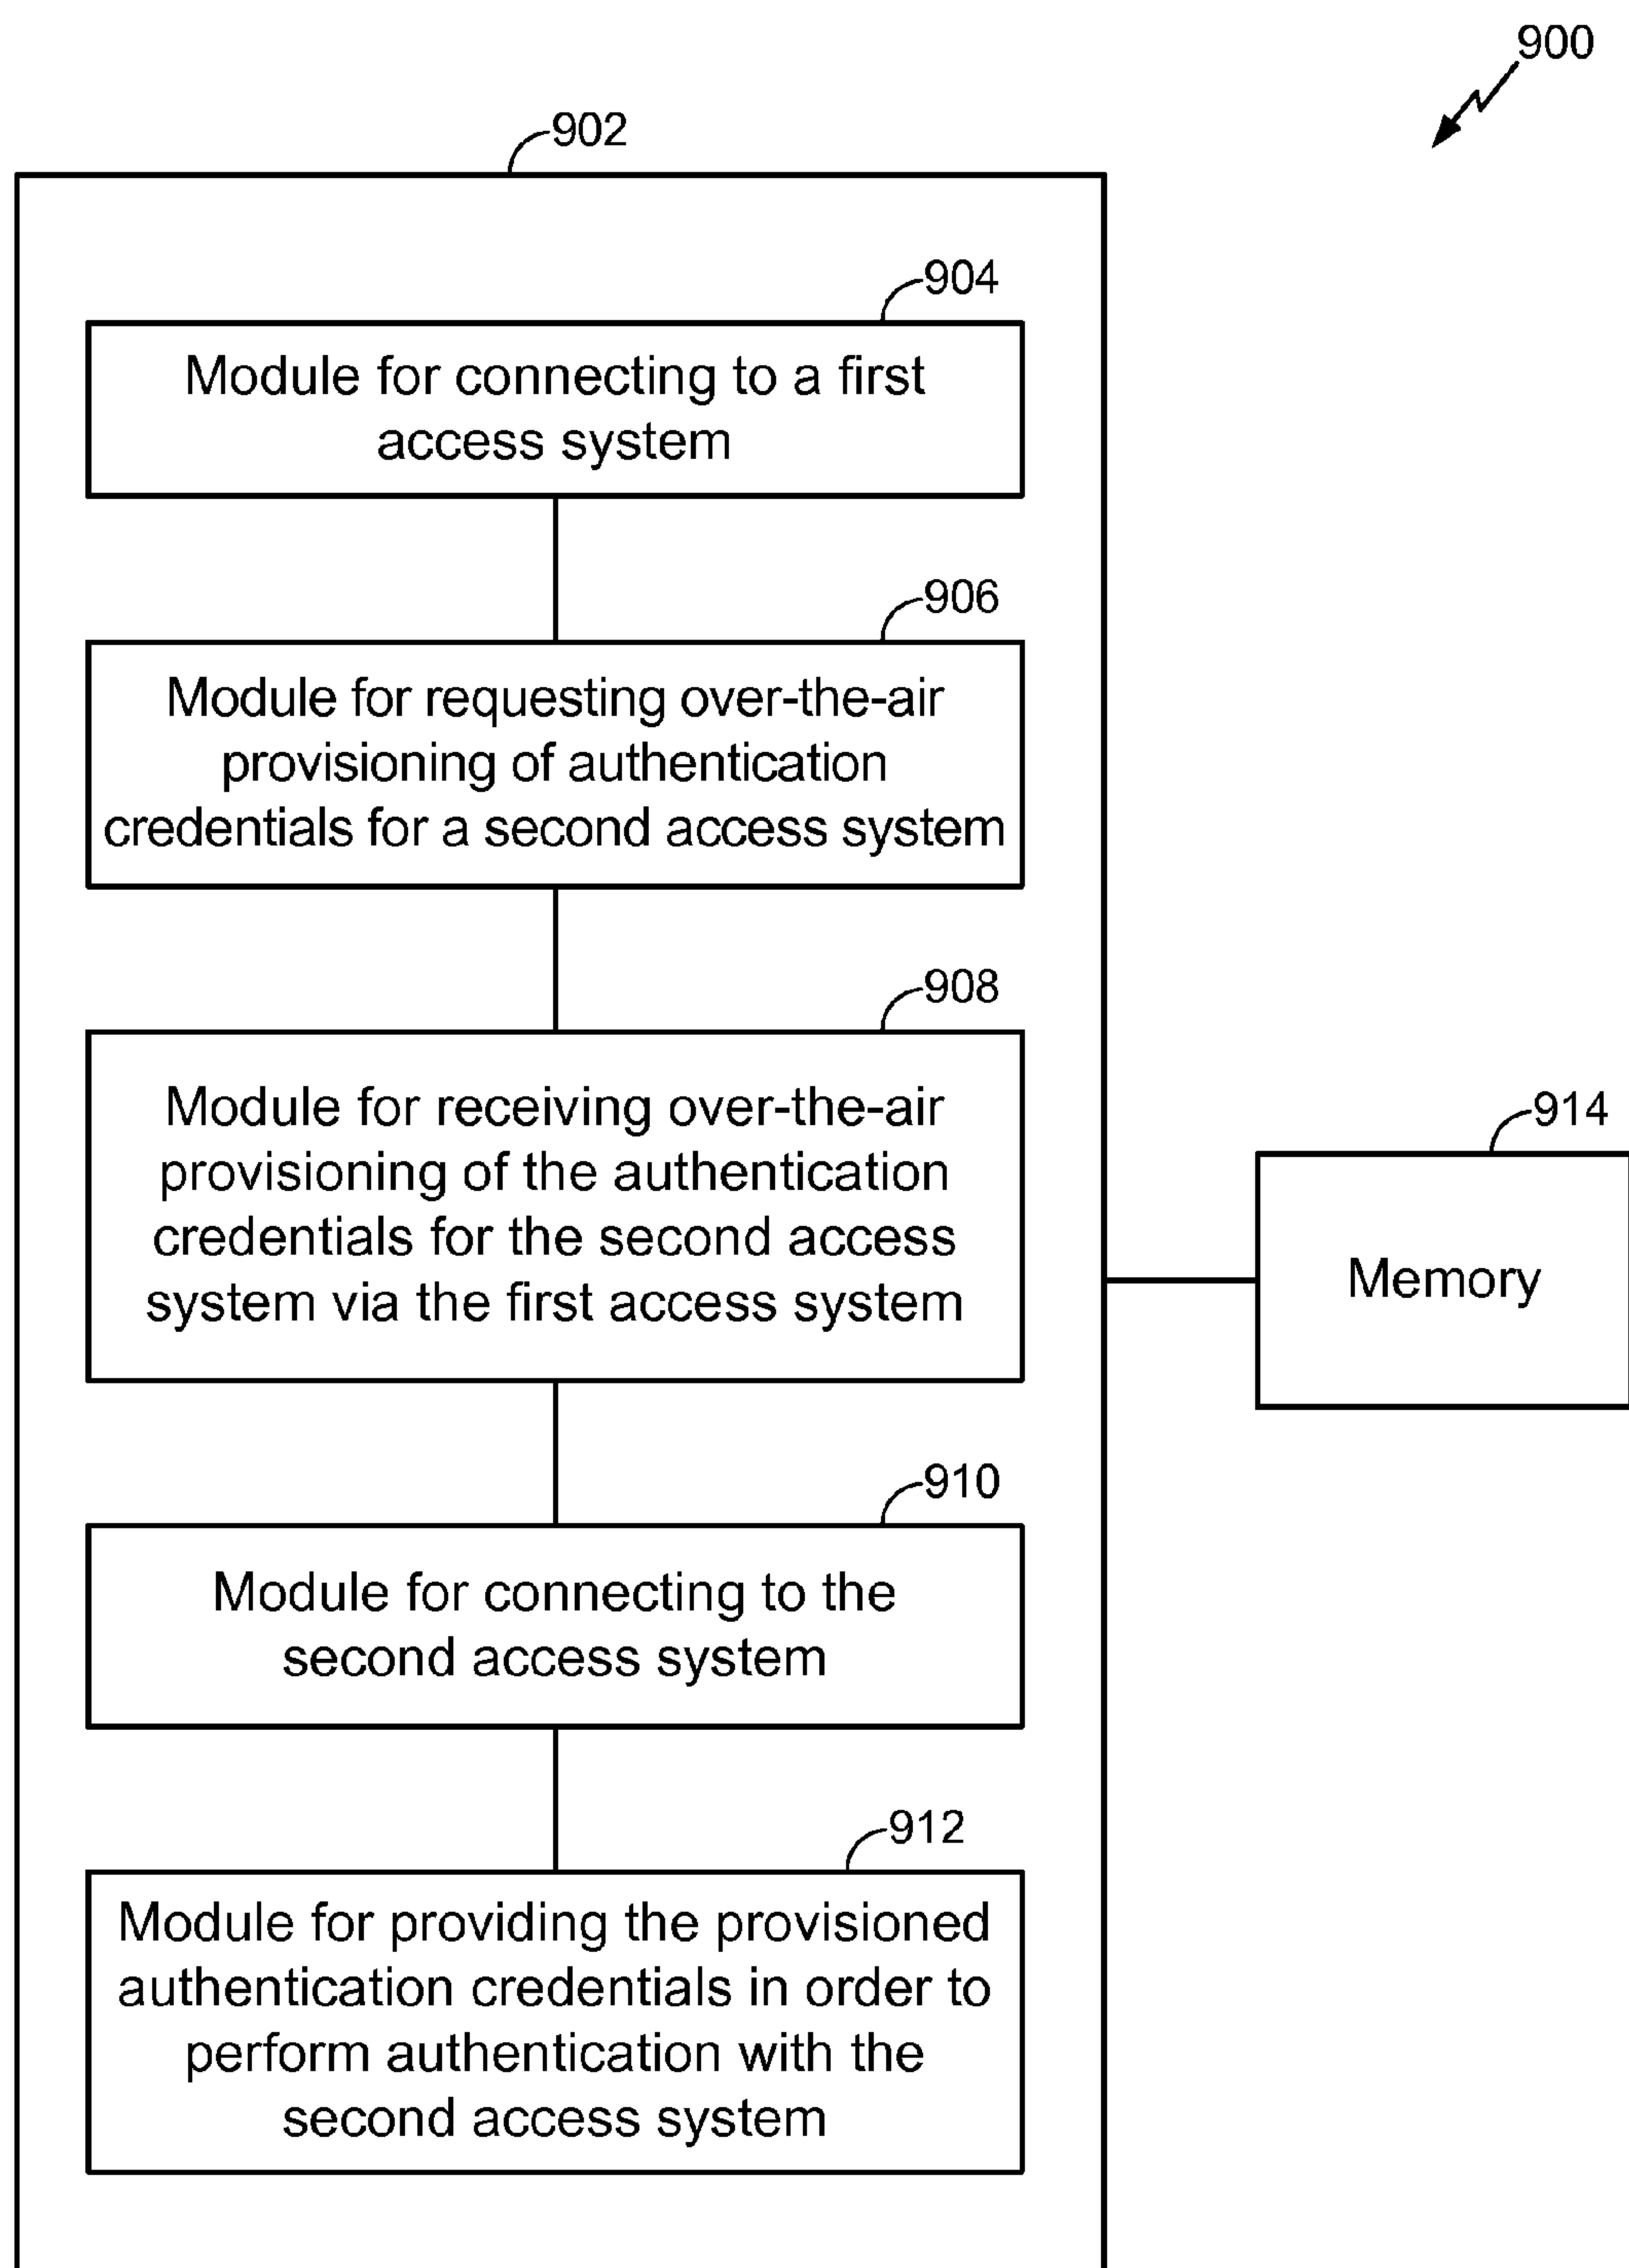 900
902
904
Module for connecting to a first
access system
906
Module for requesting over-the-air
provisioning of authentication
credentials for a second access system
908
Module for receiving over-the-air
provisioning of the authentication
credentials for the second access
system via the first access system
914
Memory
910
Module for connecting to the
second access system
912
Module for providing the provisioned
authentication credentials in order to
perform authentication with the
second access system